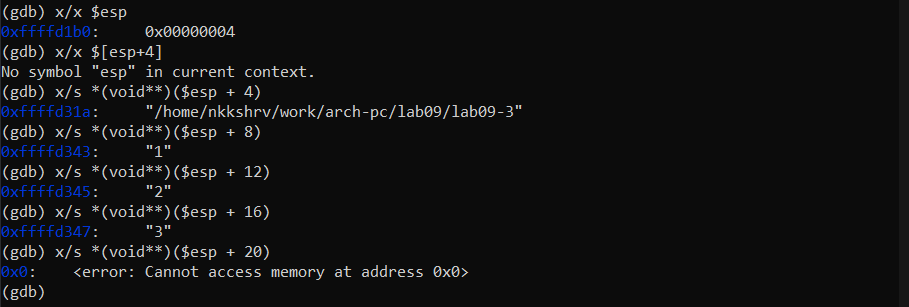 (gdb) x/x $esp
0xffffd1b0:     0x00000004
(gdb) x/x $[esp+4]
No symbol "esp" in current context.
(gdb) x/s *(void**)($esp + 4)
0xffffd31a:     "/home/nkkshrv/work/arch-pc/lab09/lab09-3"
(gdb) x/s *(void**)($esp + 8)
0xffffd343:     "1"
(gdb) x/s *(void**)($esp + 12)
0xffffd345:     "2"
(gdb) x/s *(void**)($esp + 16)
0xffffd347:     "3"
(gdb) x/s *(void**)($esp + 20)
0x0:    <error: Cannot access memory at address 0x0>
(gdb)